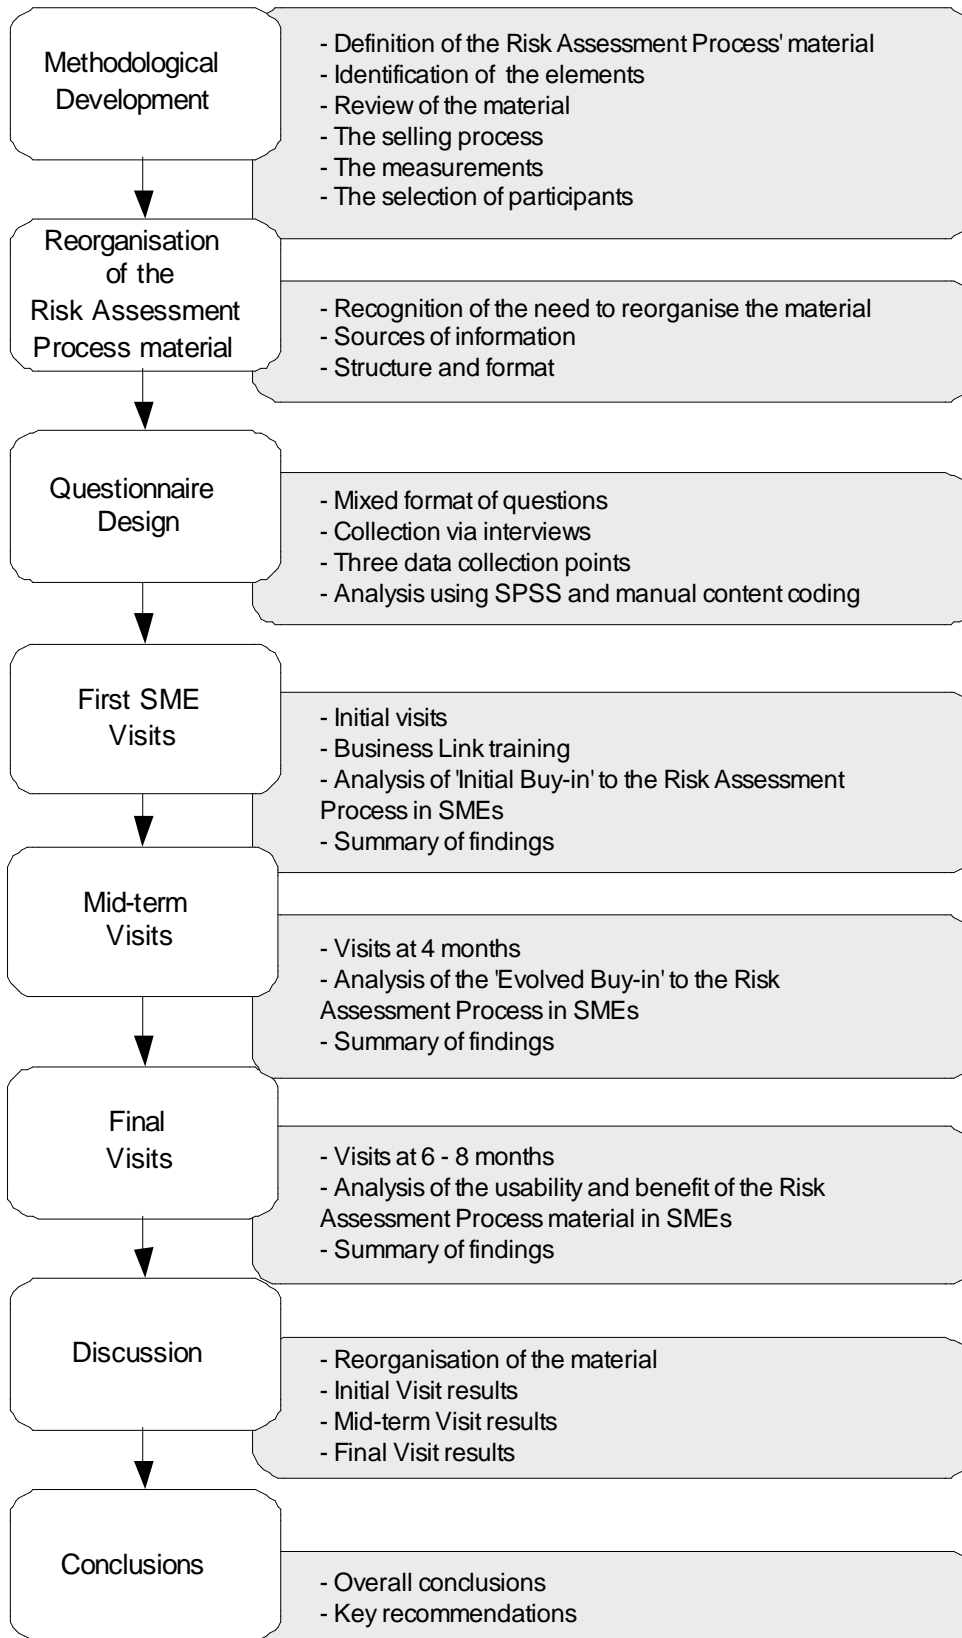 Methodological
Development
- Definition of the Risk Assessment Process' material
- Identification of the elements
- Review of the material
- The selling process
- The measurements
- The selection of participants
Reorganisation
of the
Risk Assessment
Process material
- Recognition of the need to reorganise the material
- Sources of information
- Structure and format
Questionnaire
Design
- Mixed format of questions
- Collection via interviews
- Three data collection points
- Analysis using SPSS and manual content coding
First SME
Visits
- Initial visits
- Business Link training
- Analysis of 'Initial Buy-in' to the Risk Assessment
Process in SMEs
- Summary of findings
Mid-term
Visits
- Visits at 4 months
- Analysis of the 'Evolved Buy-in' to the Risk
Assessment Process in SMEs
- Summary of findings
Final
Visits
- Visits at 6 - 8 months
- Analysis of the usability and benefit of the Risk
Assessment Process material in SMEs
- Summary of findings
Discussion
- Reorganisation of the material
- Initial Visit results
- Mid-term Visit results
- Final Visit results
Conclusions
- Overall conclusions
- Key recommendations